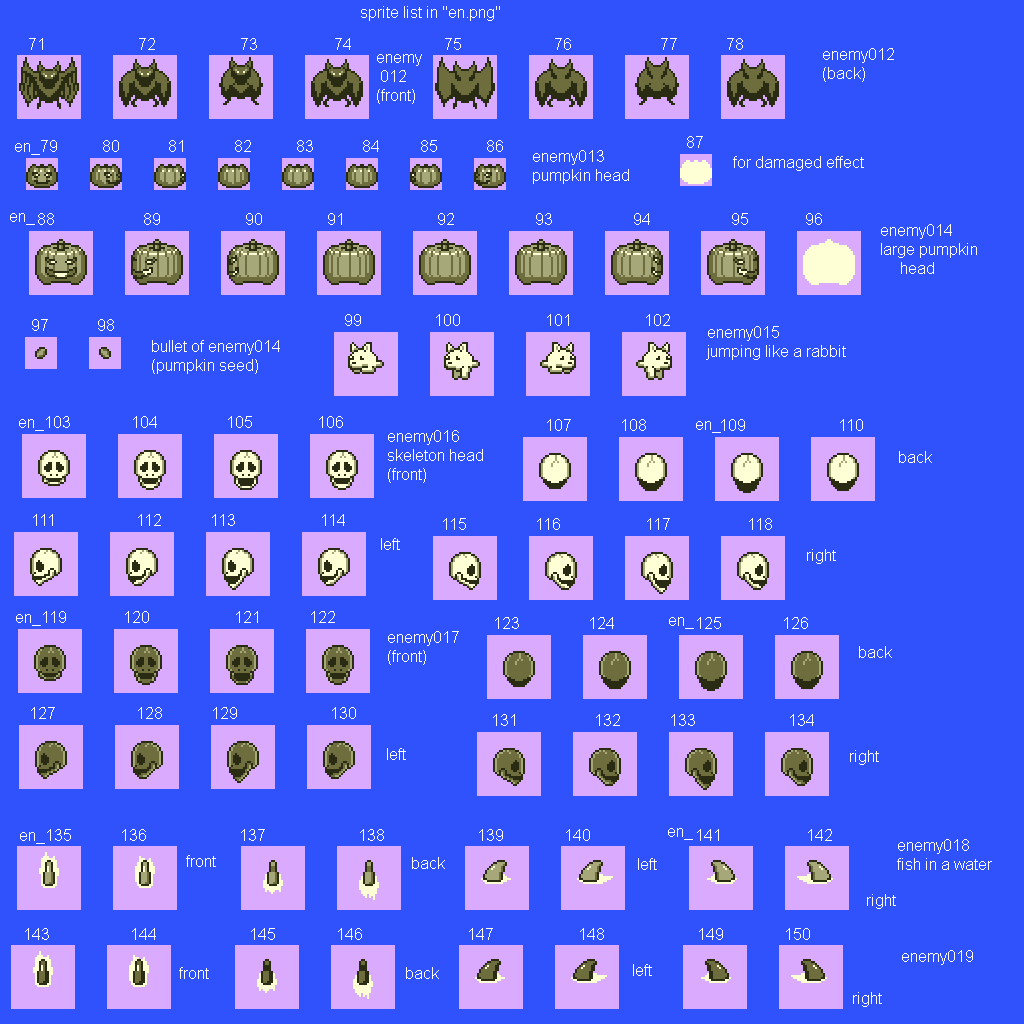 sprite list in "en.png"
71 72 73 74 75 76 77 78
enemy
012
(front)
enemy012
(back)
en_79 80 81 82 83 84 85 86
enemy013
pumpkin head
87
for damaged effect
en_88 89 90 91 92 93 94 95 96
enemy014
large pumpkin
head
97 98
bullet of enemy014
(pumpkin seed)
99 100 101 102
enemy015
jumping like a rabbit
en_103 104 105 106
enemy016
skeleton head
(front)
107 108 en_109 110
back
111 112 113 114
left
115 116 117 118
right
en_119 120 121 122
enemy017
(front)
123 124 en_125 126
back
127 128 129 130
left
131 132 133 134
right
en_135 136
front
137 138
back
139 140
left
en_141 142
right
enemy018
fish in a water
143 144
front
145 146
back
147 148
left
149 150
right
enemy019